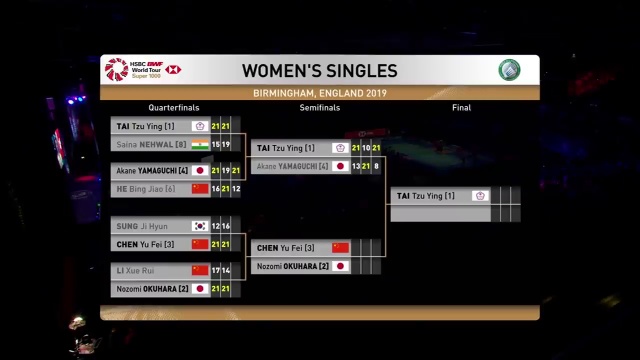 HSBC BWF
World Tour
Super 1000
WOMEN'S SINGLES
BIRMINGHAM, ENGLAND 2019
Quarterfinals
Semifinals
Final
TAI Tzu Ying [1] 21 21
Saina NEHWAL [8] 15 19
Akane YAMAGUCHI [4] 21 19 21
HE Bing Jiao [6] 16 21 12
SUNG Ji Hyun 12 16
CHEN Yu Fei [3] 21 21
LI Xue Rui 17 14
Nozomi OKUHARA [2] 21 21
TAI Tzu Ying [1] 21 10 21
Akane YAMAGUCHI [4] 13 21 8
CHEN Yu Fei [3]
Nozomi OKUHARA [2]
TAI Tzu Ying [1]